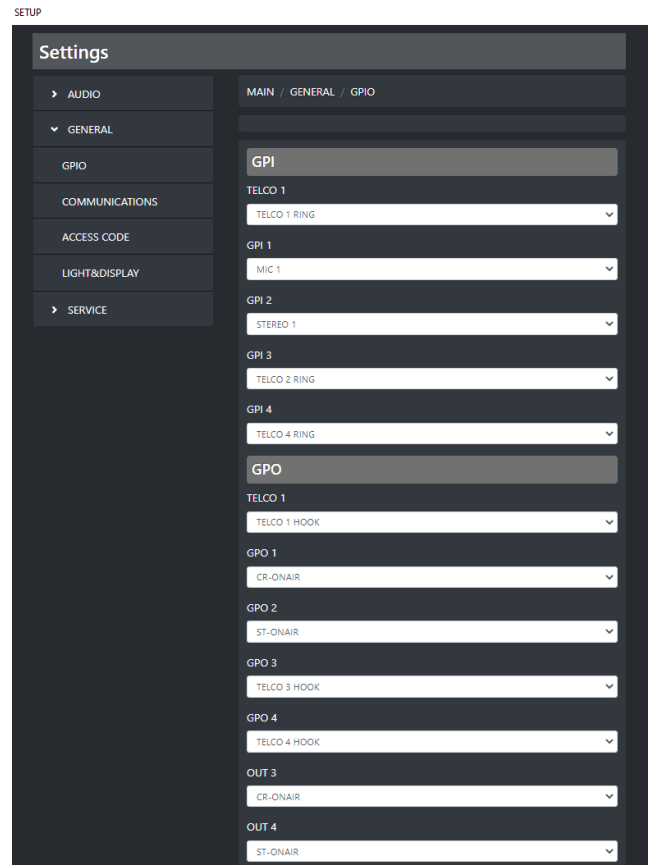 SETUP
Settings
AUDIO
GENERAL
GPIO
COMMUNICATIONS
ACCESS CODE
LIGHT&DISPLAY
SERVICE
MAIN / GENERAL / GPIO
GPI
TELCO 1
TELCO 1 RING
GPI 1
MIC 1
GPI 2
STEREO 1
GPI 3
TELCO 2 RING
GPI 4
TELCO 4 RING
GPO
TELCO 1
TELCO 1 HOOK
GPO 1
CR-ONAIR
GPO 2
ST-ONAIR
GPO 3
TELCO 3 HOOK
GPO 4
TELCO 4 HOOK
OUT 3
CR-ONAIR
OUT 4
ST-ONAIR